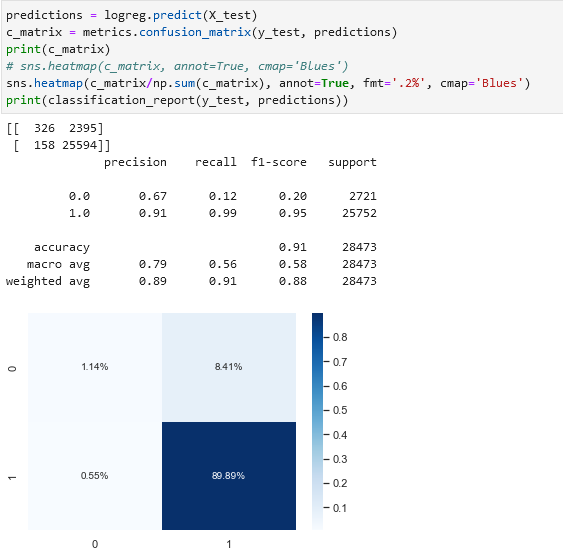 predictions = logreg.predict(X_test)
c_matrix = metrics.confusion_matrix(y_test, predictions)
print(c_matrix)
# sns.heatmap(c_matrix, annot=True, cmap='Blues')
sns.heatmap(c_matrix/np.sum(c_matrix), annot=True, fmt='.2%', cmap='Blues')
print(classification_report(y_test, predictions))
[[  326  2395]
 [  158 25594]]
              precision    recall  f1-score   support
         0.0       0.67      0.12      0.20      2721
         1.0       0.91      0.99      0.95     25752
    accuracy                           0.91     28473
   macro avg       0.79      0.56      0.58     28473
weighted avg       0.89      0.91      0.88     28473
0 1.14% 8.41%
1 0.55% 89.89%
0 1
0.8
0.7
0.6
0.5
0.4
0.3
0.2
0.1